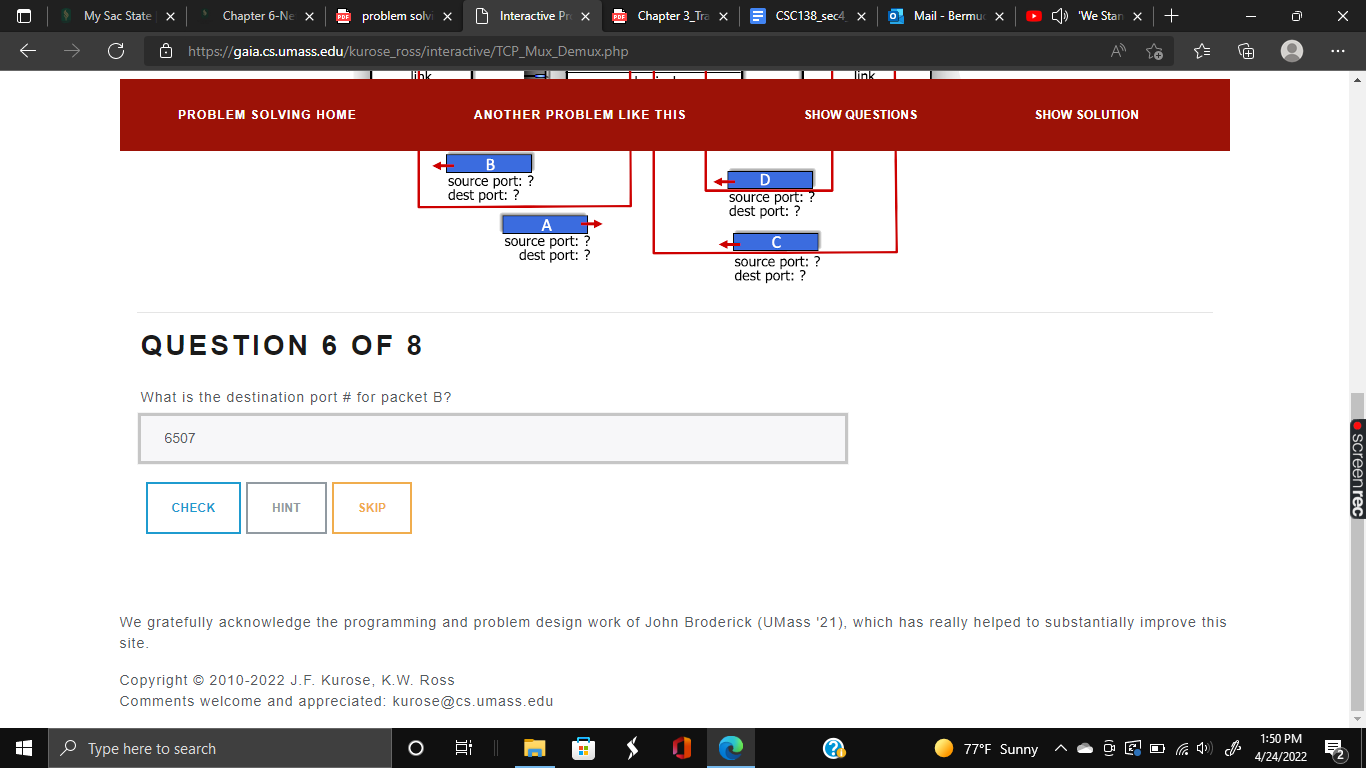 My Sac State
Chapter 6-Ne
problem solvi
Interactive Pr
Chapter 3_Tra
CSC138_sec4_
Mail - Bermud
'We Stan
https://gaia.cs.umass.edu/kurose_ross/interactive/TCP_Mux_Demux.php
link
link
PROBLEM SOLVING HOME
ANOTHER PROBLEM LIKE THIS
SHOW QUESTIONS
SHOW SOLUTION
B
source port: ?
dest port: ?
A
source port: ?
dest port: ?
D
source port: ?
dest port: ?
C
source port: ?
dest port: ?
QUESTION 6 OF 8
What is the destination port # for packet B?
6507
CHECK
HINT
SKIP
We gratefully acknowledge the programming and problem design work of John Broderick (UMass '21), which has really helped to substantially improve this
site.
Copyright © 2010-2022 J.F. Kurose, K.W. Ross
Comments welcome and appreciated: kurose@cs.umass.edu
screenrec
Type here to search
77°F Sunny
1:50 PM
4/24/2022
2